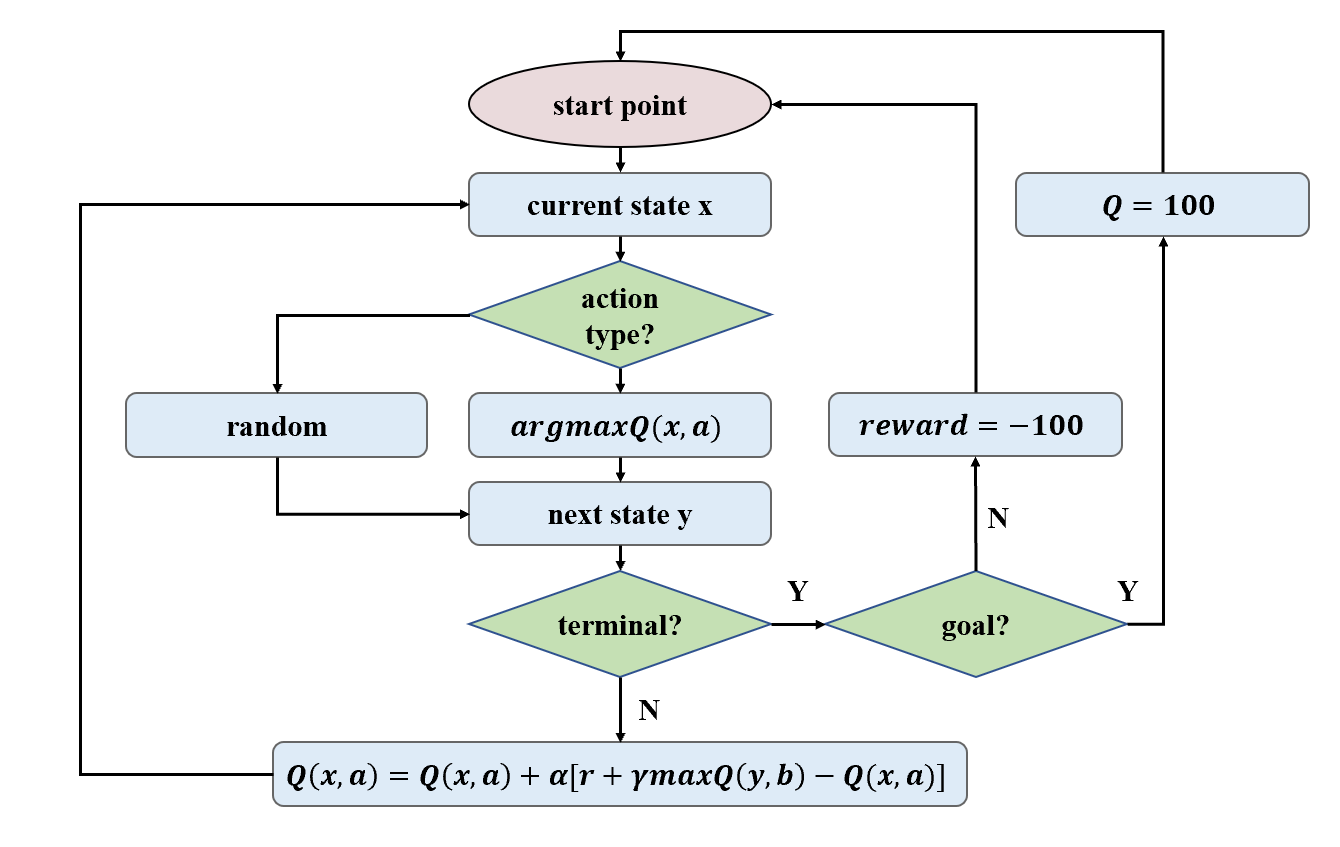 start point
current state x
Q = 100
action
type?
random
argmaxQ(x, a)
reward = −100
next state y
N
Y
Y
terminal?
goal?
N
Q(x, a) = Q(x, a) + α[r + γmaxQ(y, b) − Q(x, a)]